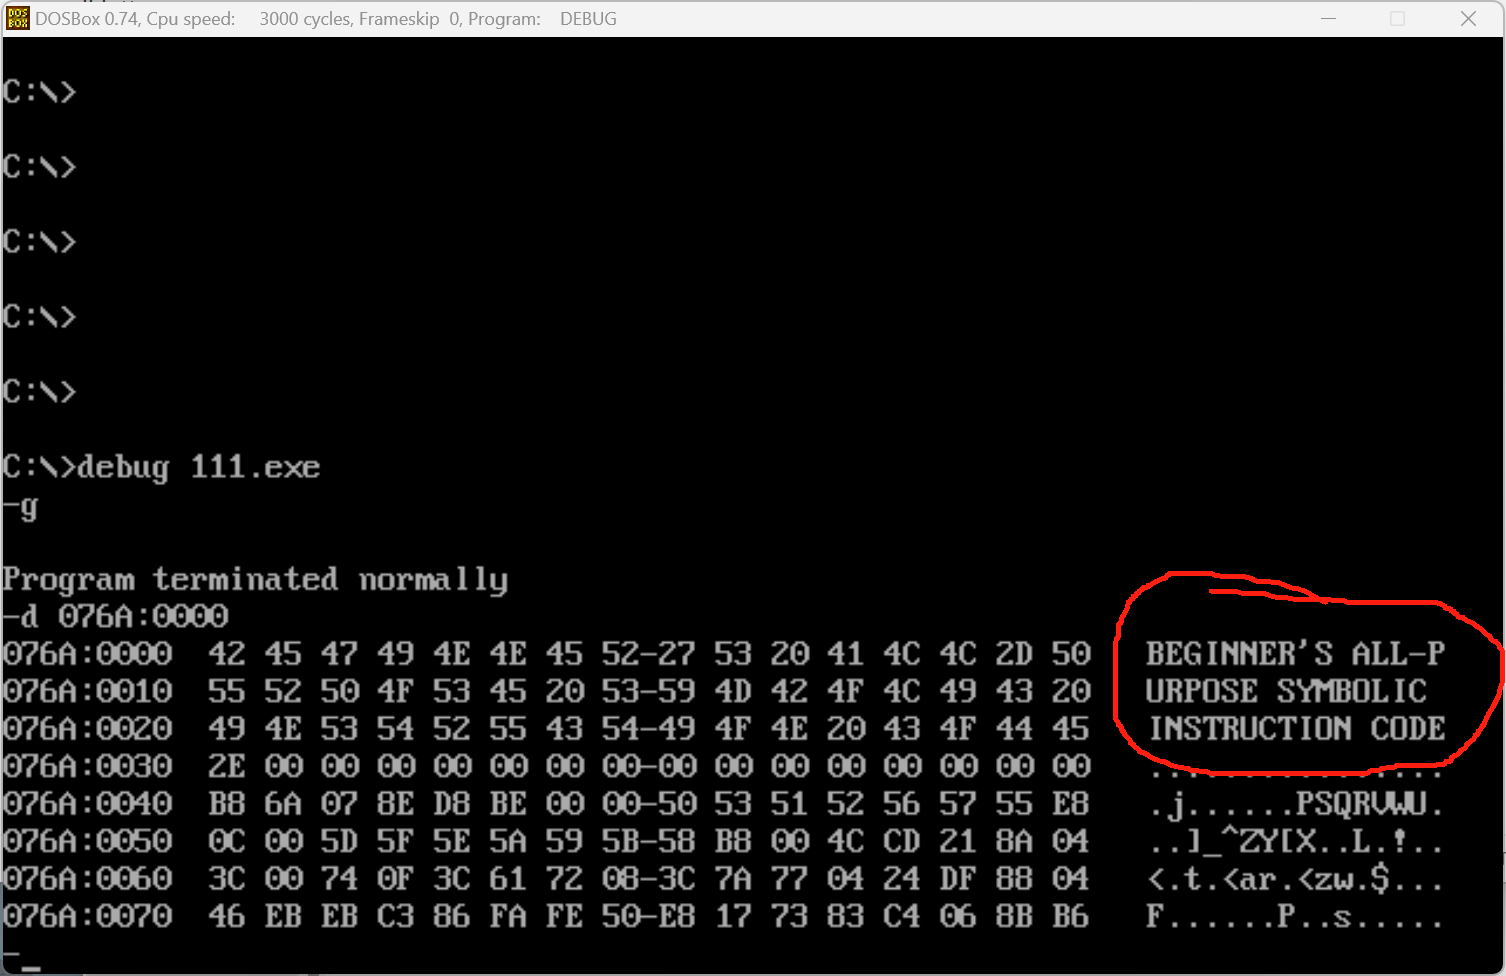 DOSBox 0.74, Cpu speed: 3000 cycles, Frameskip 0, Program: DEBUG
C:\>
C:\>
C:\>
C:\>
C:\>
C:\>debug 111.exe
-g
Program terminated normally
-d 076A:0000
076A:0000 42 45 47 49 4E 4E 45 52-27 53 20 41 4C 4C 2D 50 BEGINNER'S ALL-P
076A:0010 55 52 50 4F 53 45 20 53-59 4D 42 4F 4C 49 43 20 URPOSE SYMBOLIC
076A:0020 49 4E 53 54 52 55 43 54-49 4F 4E 20 43 4F 44 45 INSTRUCTION CODE
076A:0030 2E 00 00 00 00 00 00 00-00 00 00 00 00 00 00 00 ................
076A:0040 B8 6A 07 8E D8 BE 00 00-50 53 51 52 56 57 55 E8 .j......PSQRVWU.
076A:0050 0C 00 5D 5F 5E 5A 59 5B-58 B8 00 4C CD 21 8A 04 ..]_^ZY[X..L.!..
076A:0060 3C 00 74 0F 3C 61 72 08-3C 7A 77 04 24 DF 88 04 <.t.<ar.<zw.$...
076A:0070 46 EB EB C3 86 FA FE 50-E8 17 73 83 C4 06 8B B6 F......P..s.....
-